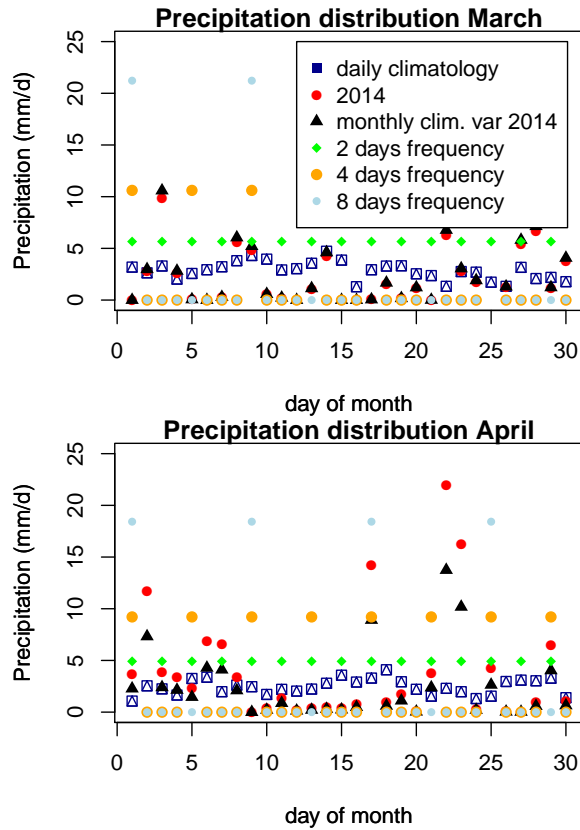 Precipitation distribution March
Precipitation (mm/d)
25
20
15
10
5
0
daily climatology
2014
monthly clim. var 2014
2 days frequency
4 days frequency
8 days frequency
0 5 10 15 20 25 30
day of month
Precipitation distribution April
Precipitation (mm/d)
25
20
15
10
5
0
0 5 10 15 20 25 30
day of month